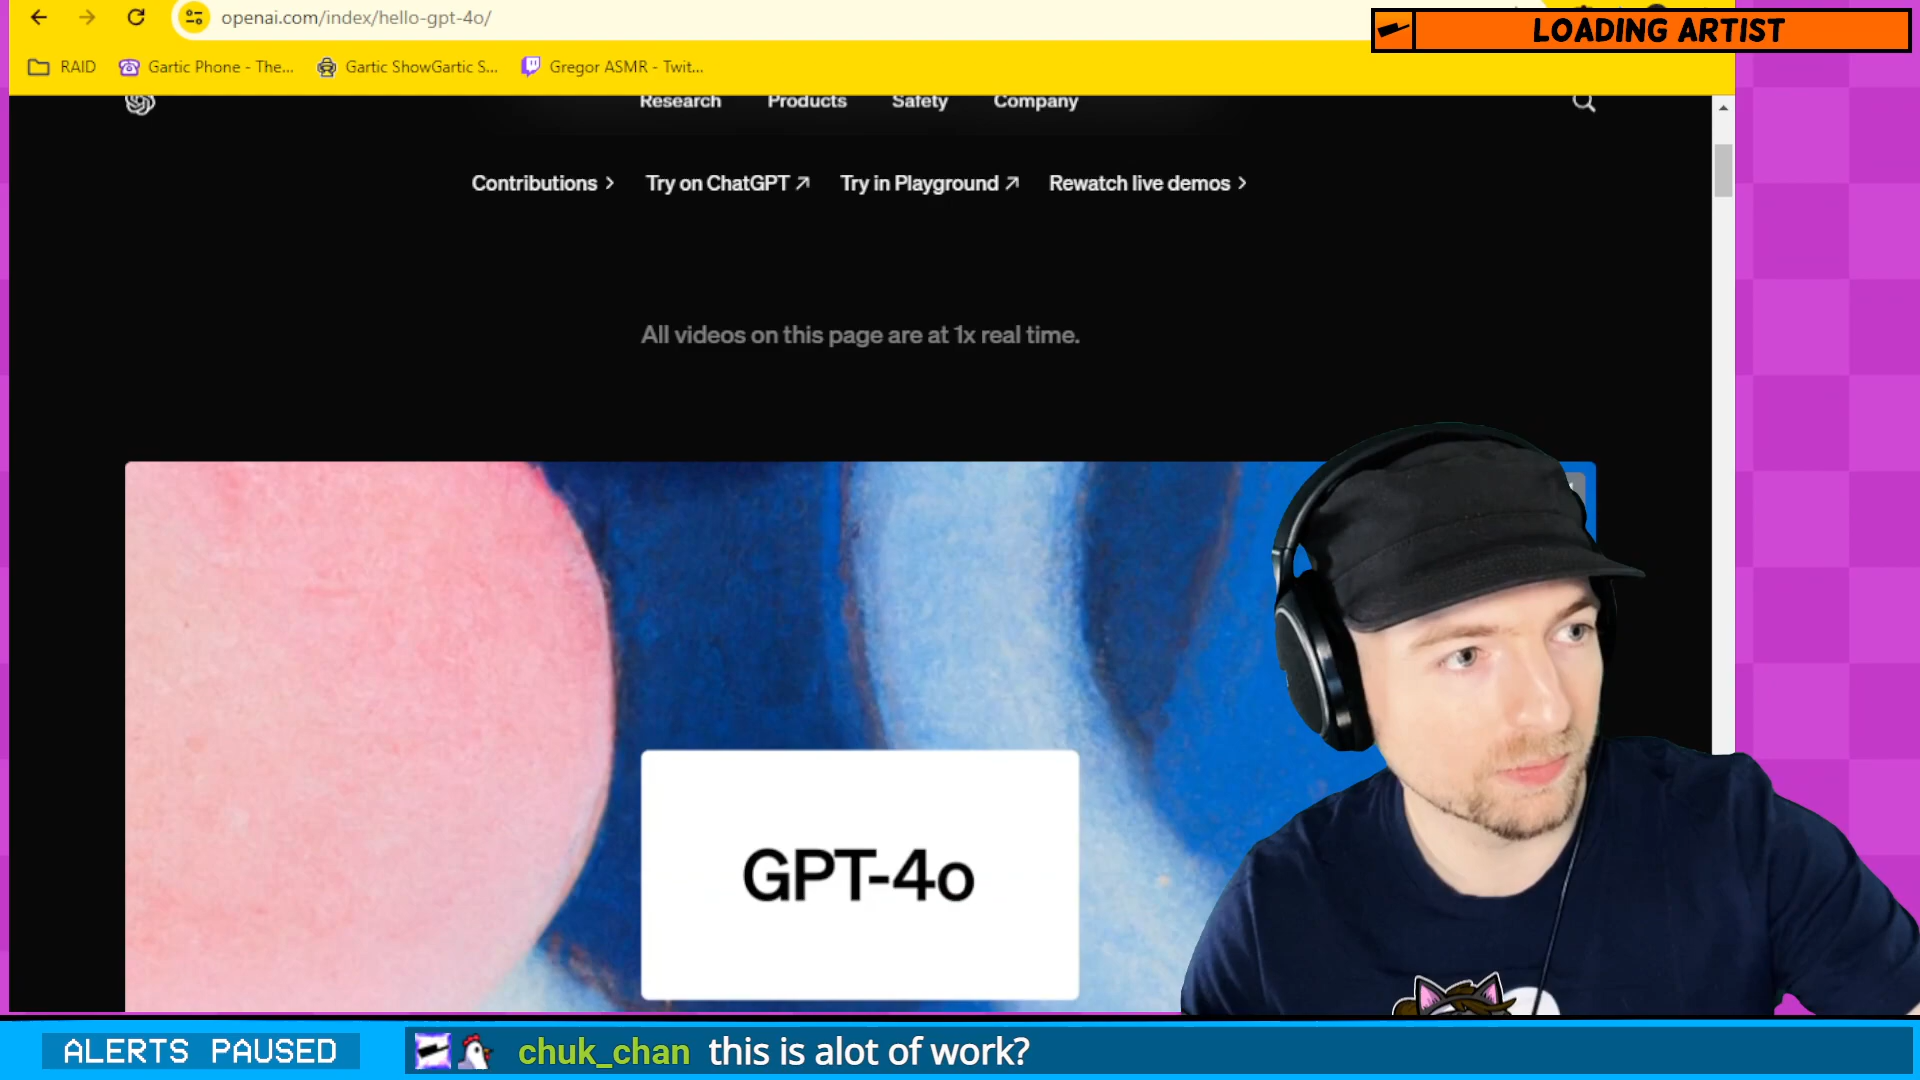 openai.com/index/hello-gpt-4o/
LOADING ARTIST
RAID
Gartic Phone - The...
Gartic ShowGartic S...
Gregor ASMR - Twit...
Research
Products
Safety
Company
Contributions
Try on ChatGPT
Try in Playground
Rewatch live demos
All videos on this page are at 1x real time.
GPT-4o
ALERTS PAUSED
chuk_chan this is alot of work?